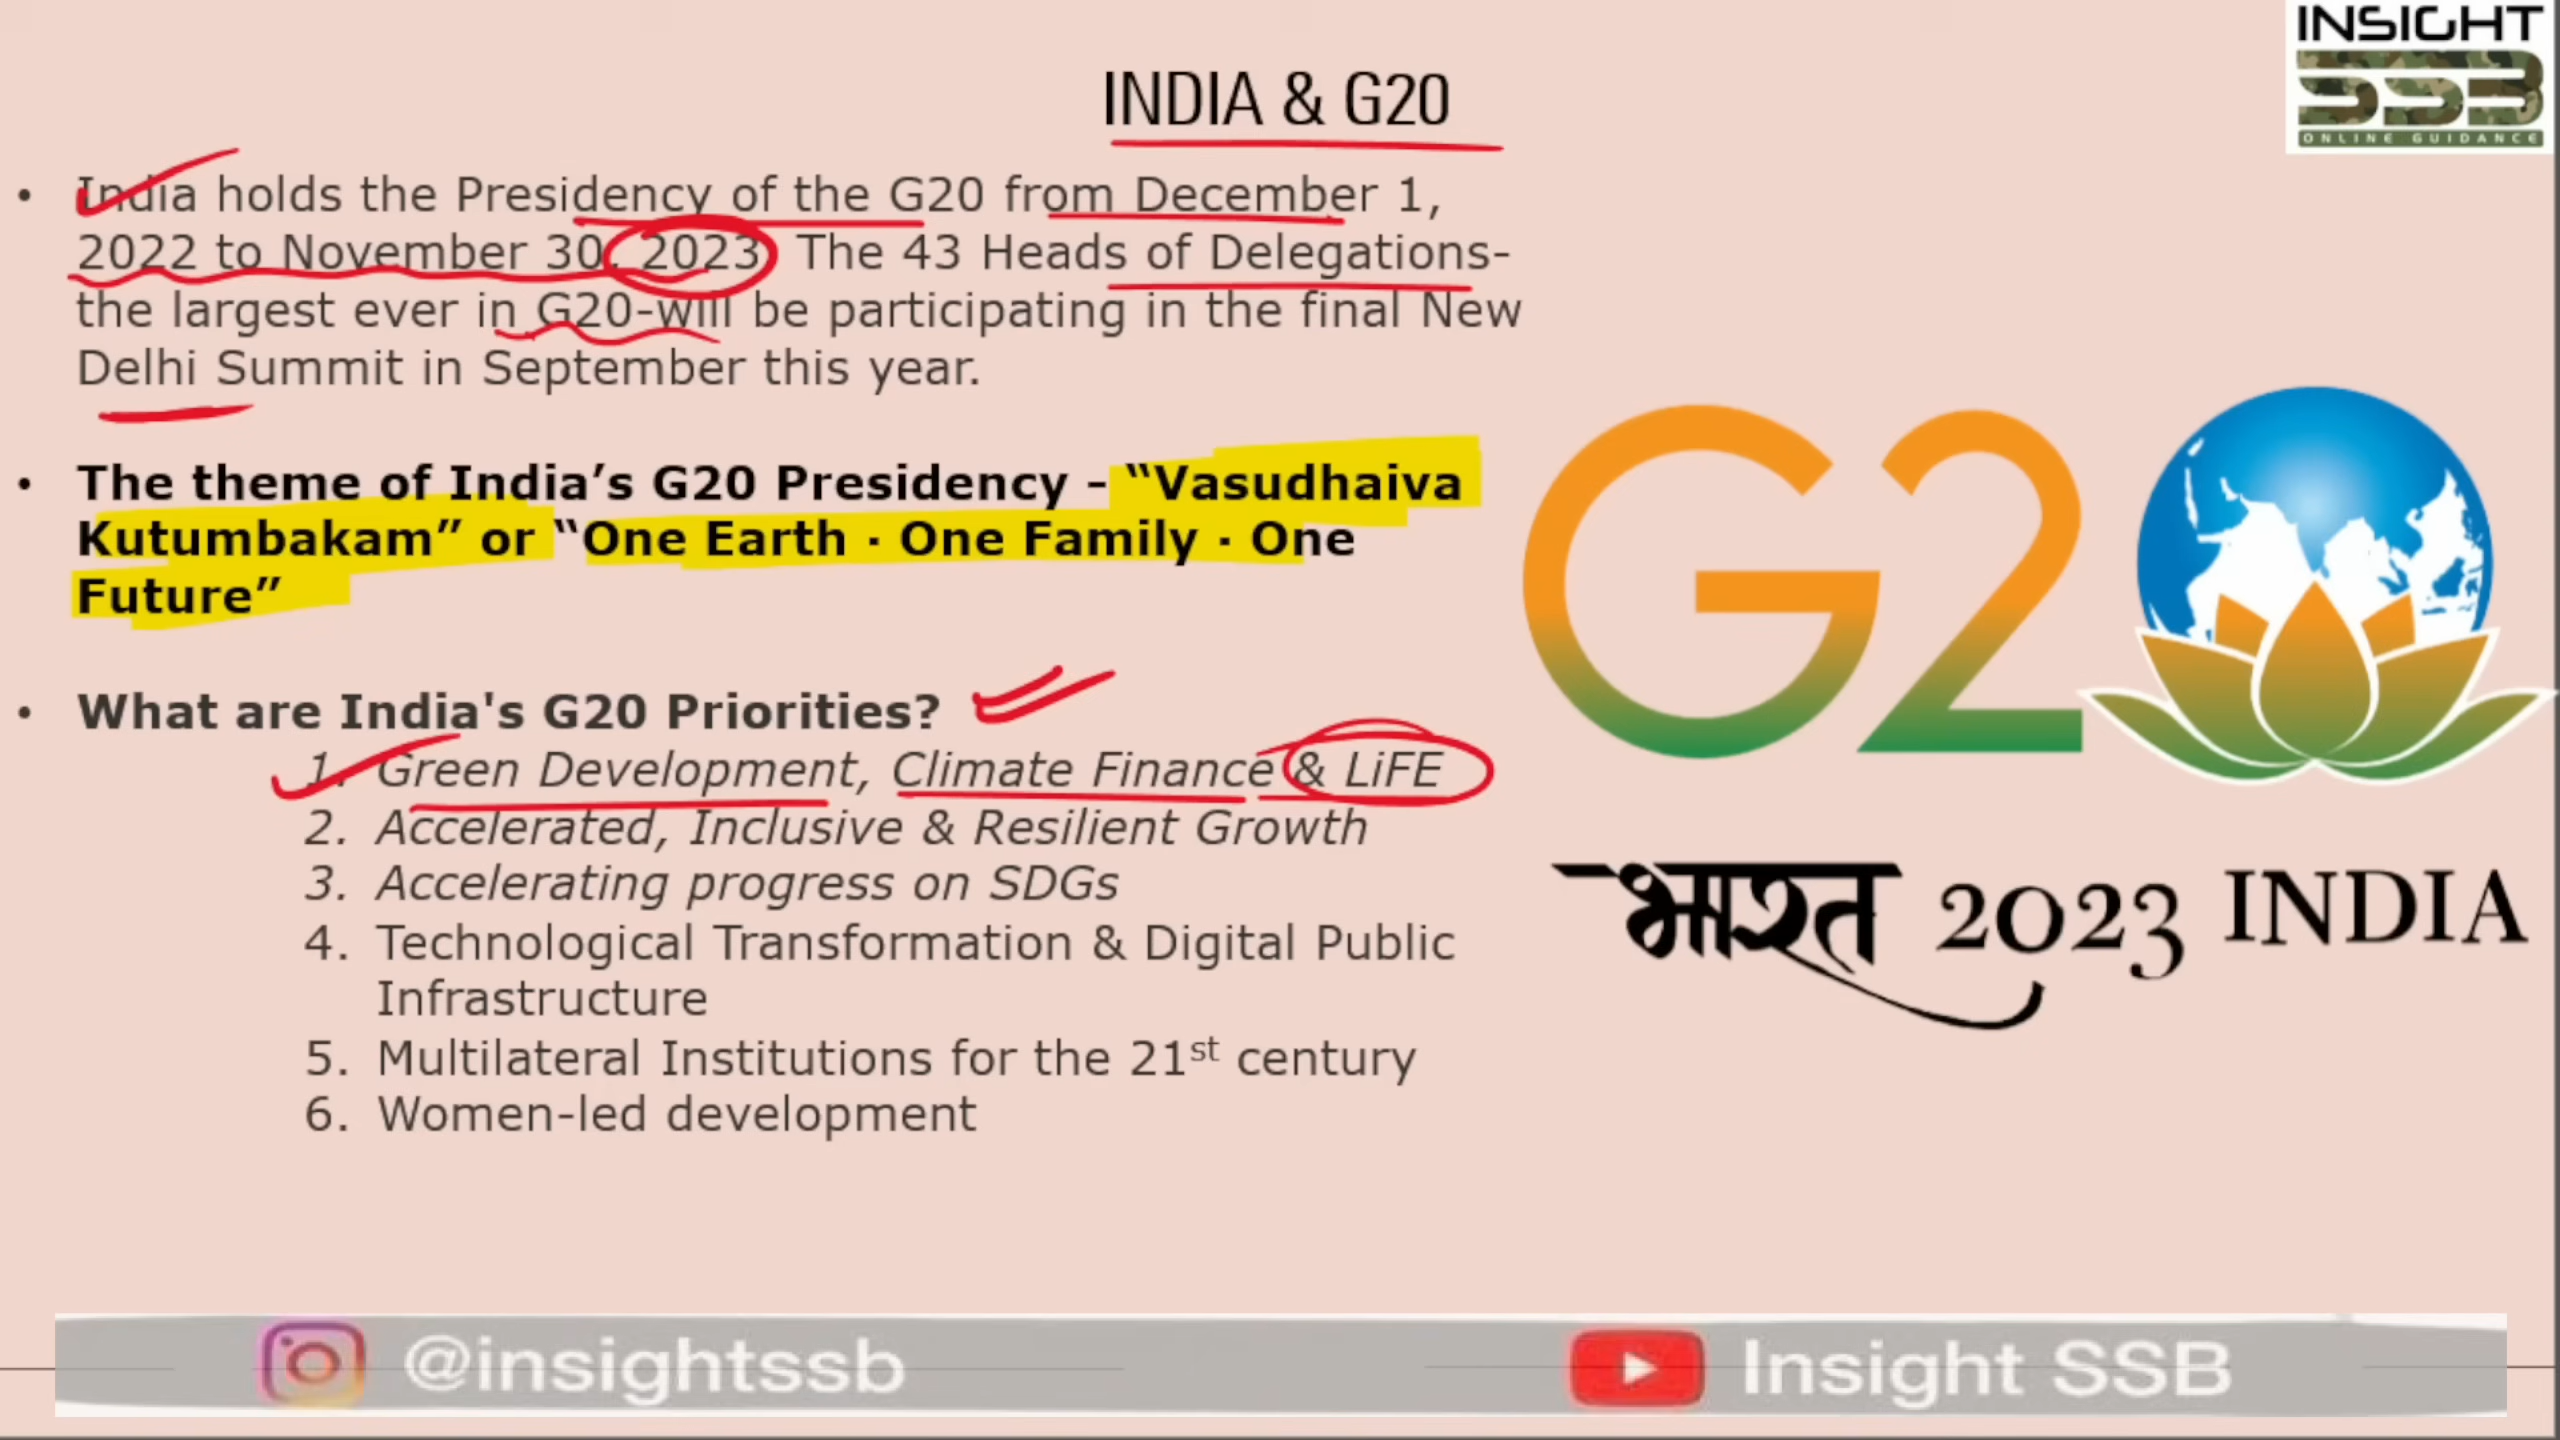 INSIGHT
SSB
ONLINE GUIDANCE
INDIA & G20
• India holds the Presidency of the G20 from December 1,
2022 to November 30, 2023. The 43 Heads of Delegations-
the largest ever in G20-will be participating in the final New
Delhi Summit in September this year.
• The theme of India’s G20 Presidency - “Vasudhaiva
Kutumbakam” or “One Earth · One Family · One
Future”
• What are India's G20 Priorities?
1. Green Development, Climate Finance & LiFE
2. Accelerated, Inclusive & Resilient Growth
3. Accelerating progress on SDGs
4. Technological Transformation & Digital Public
Infrastructure
5. Multilateral Institutions for the 21st century
6. Women-led development
G20
भारत 2023 INDIA
@insightssb
Insight SSB